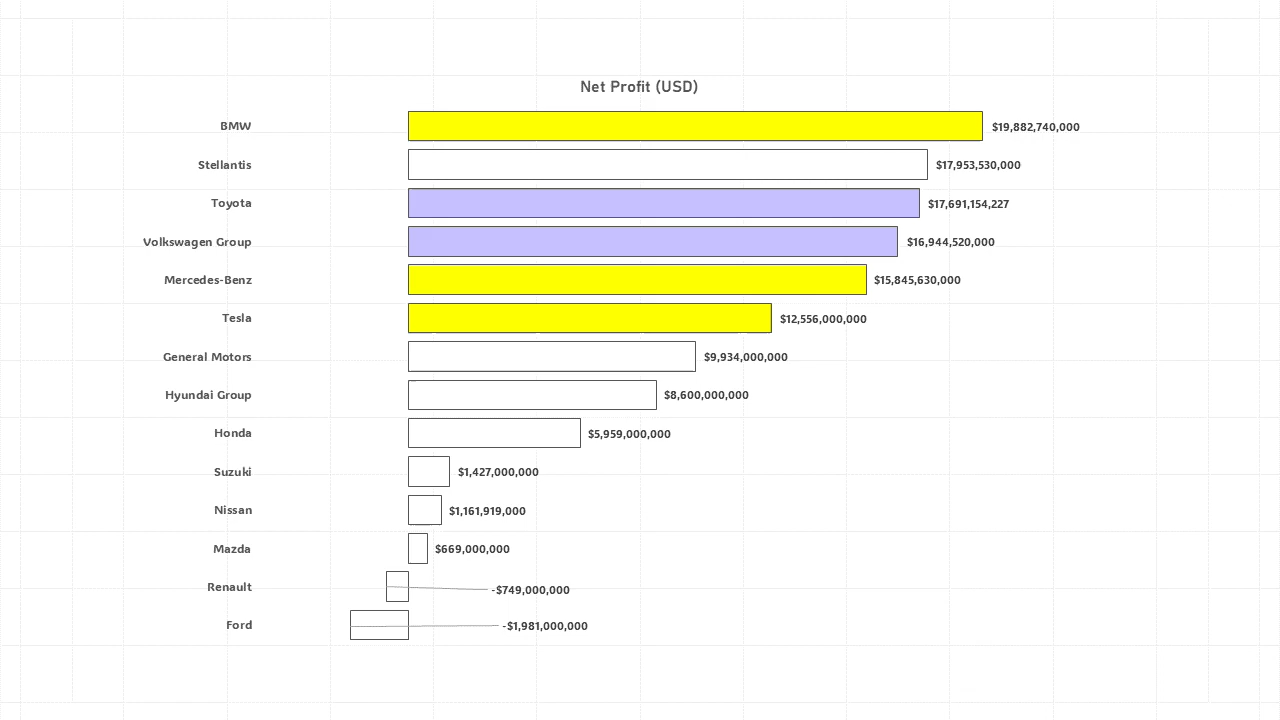 Net Profit (USD)
BMW $19,882,740,000
Stellantis $17,953,530,000
Toyota $17,691,154,227
Volkswagen Group $16,944,520,000
Mercedes-Benz $15,845,630,000
Tesla $12,556,000,000
General Motors $9,934,000,000
Hyundai Group $8,600,000,000
Honda $5,959,000,000
Suzuki $1,427,000,000
Nissan $1,161,919,000
Mazda $669,000,000
Renault -$749,000,000
Ford -$1,981,000,000